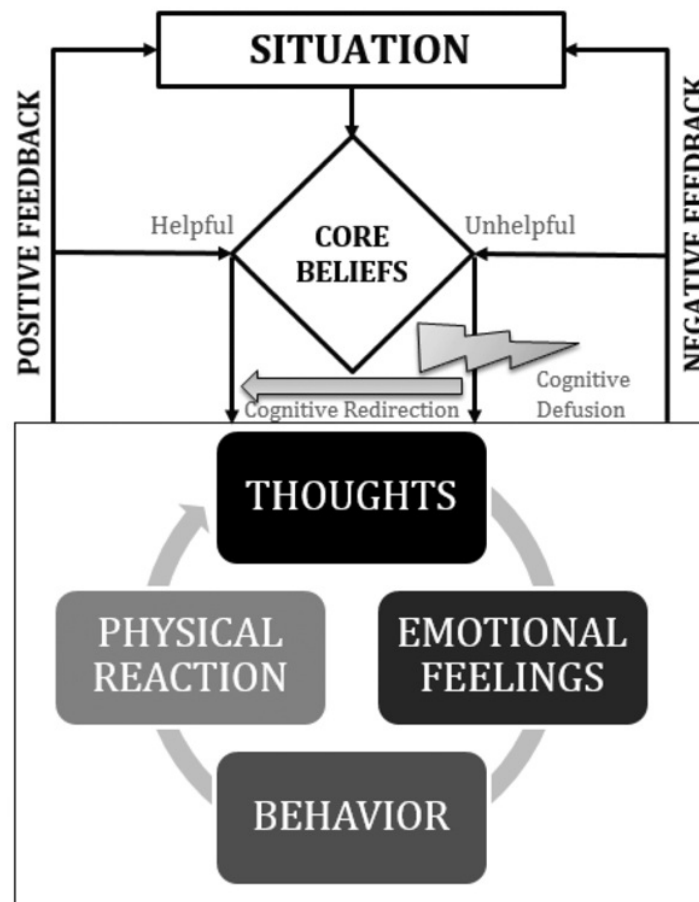 SITUATION
POSITIVE FEEDBACK
NEGATIVE FEEDBACK
Helpful
Unhelpful
CORE
BELIEFS
Cognitive Redirection
Cognitive
Defusion
THOUGHTS
PHYSICAL
REACTION
EMOTIONAL
FEELINGS
BEHAVIOR